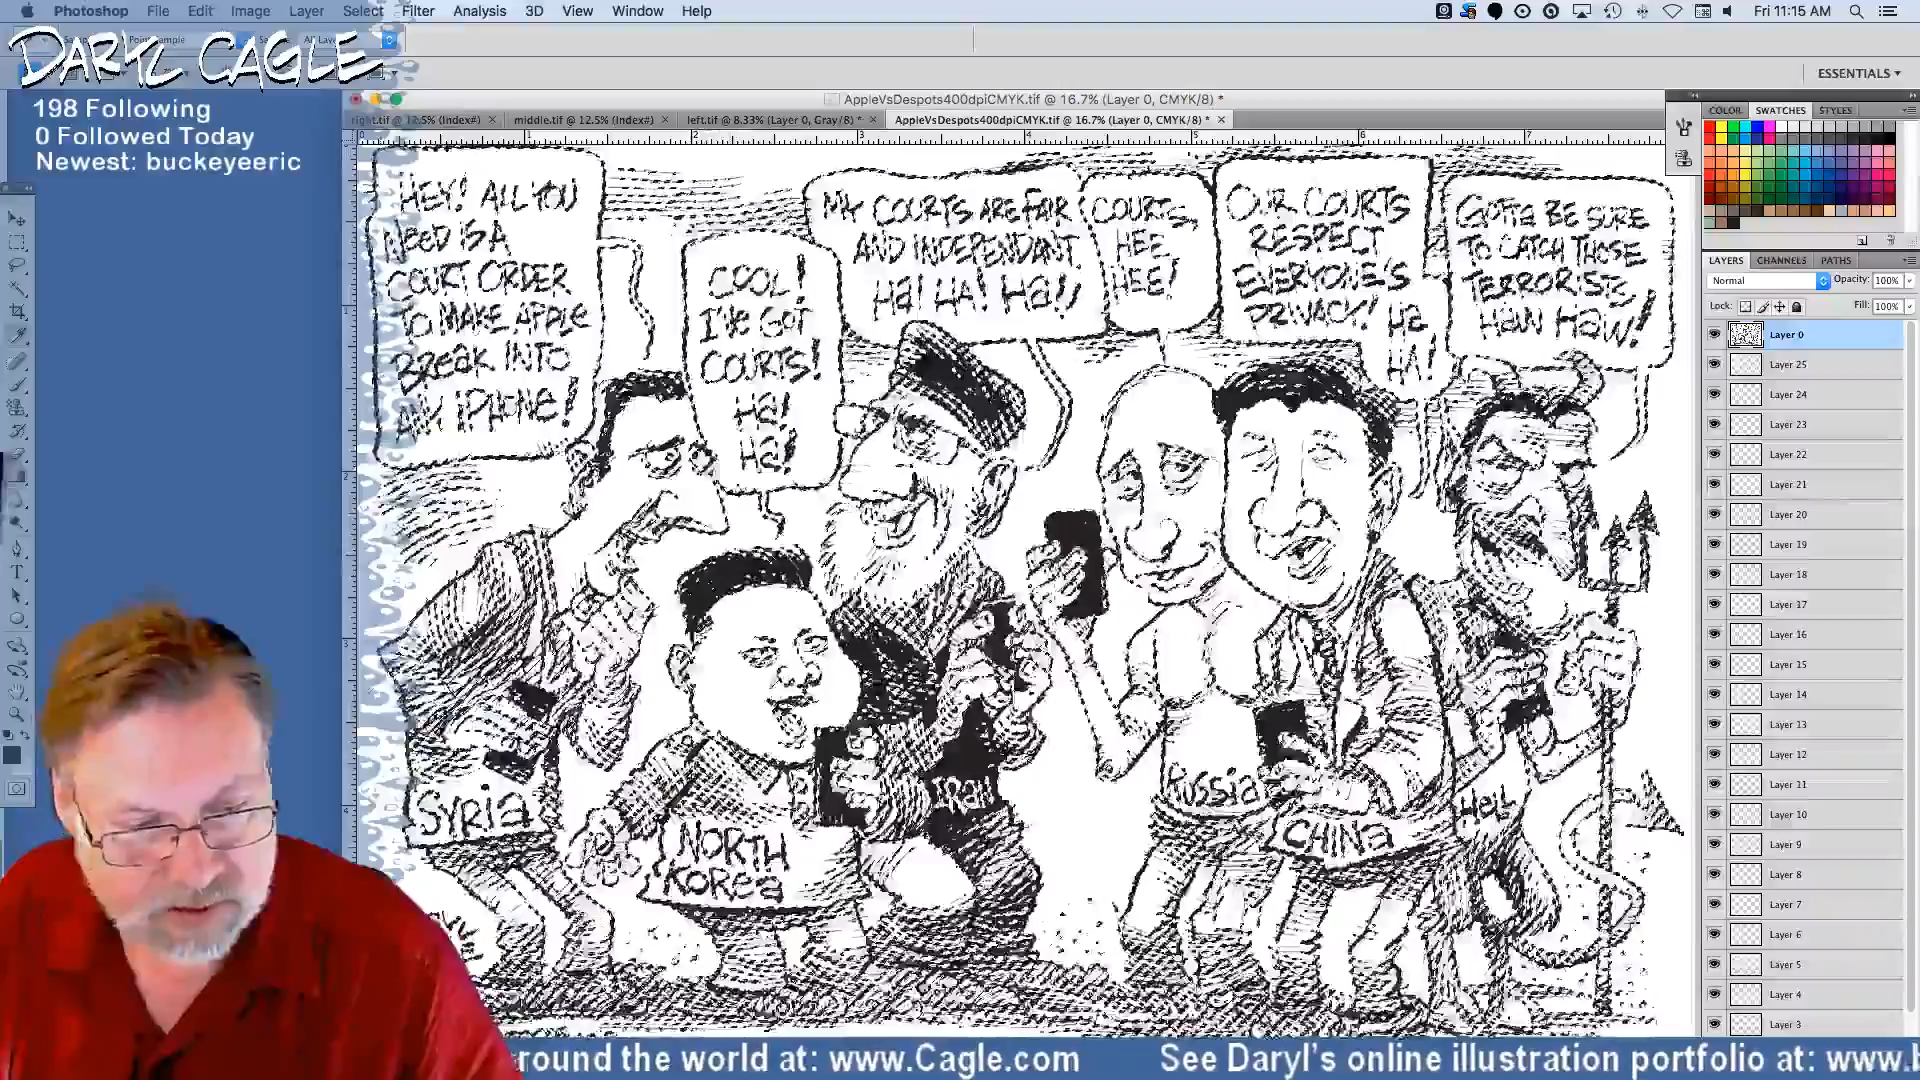 Photoshop File Edit Image Layer Select Filter Analysis 3D View Window Help
Fri 11:15 AM
DARYL CAGLE
ESSENTIALS
198 Following
0 Followed Today
Newest: buckeyeeric
AppleVsDespots400dpiCMYK.tif @ 16.7% (Layer 0, CMYK/8) *
right.tif @ 12.5% (Index#)
middle.tif @ 12.5% (Index#)
left.tif @ 8.33% (Layer 0, Gray/8) *
AppleVsDespots400dpiCMYK.tif @ 16.7% (Layer 0, CMYK/8) *
HEY! ALL YOU
NEED IS A
COURT ORDER
TO MAKE APPLE
BREAK INTO
ANY IPHONE!
COOL!
I'VE GOT
COURTS!
HA!
HA!
MY COURTS ARE FAIR
AND INDEPENDANT
HA! HA! HA!
COURTS,
HEE
HEE!
OUR COURTS
RESPECT
EVERYONE'S
PRIVACY! HA
HA!
GOTTA BE SURE
TO CATCH THOSE
TERRORISTS
HAW HAW!
SYRIA
NORTH
KOREA
IRAN
RUSSIA
CHINA
HELL
COLOR SWATCHES STYLES
LAYERS CHANNELS PATHS
Normal Opacity: 100%
Lock: Fill: 100%
Layer 0
Layer 25
Layer 24
Layer 23
Layer 22
Layer 21
Layer 20
Layer 19
Layer 18
Layer 17
Layer 16
Layer 15
Layer 14
Layer 13
Layer 12
Layer 11
Layer 10
Layer 9
Layer 8
Layer 7
Layer 6
Layer 5
Layer 4
Layer 3
round the world at: www.Cagle.com See Daryl's online illustration portfolio at: www.